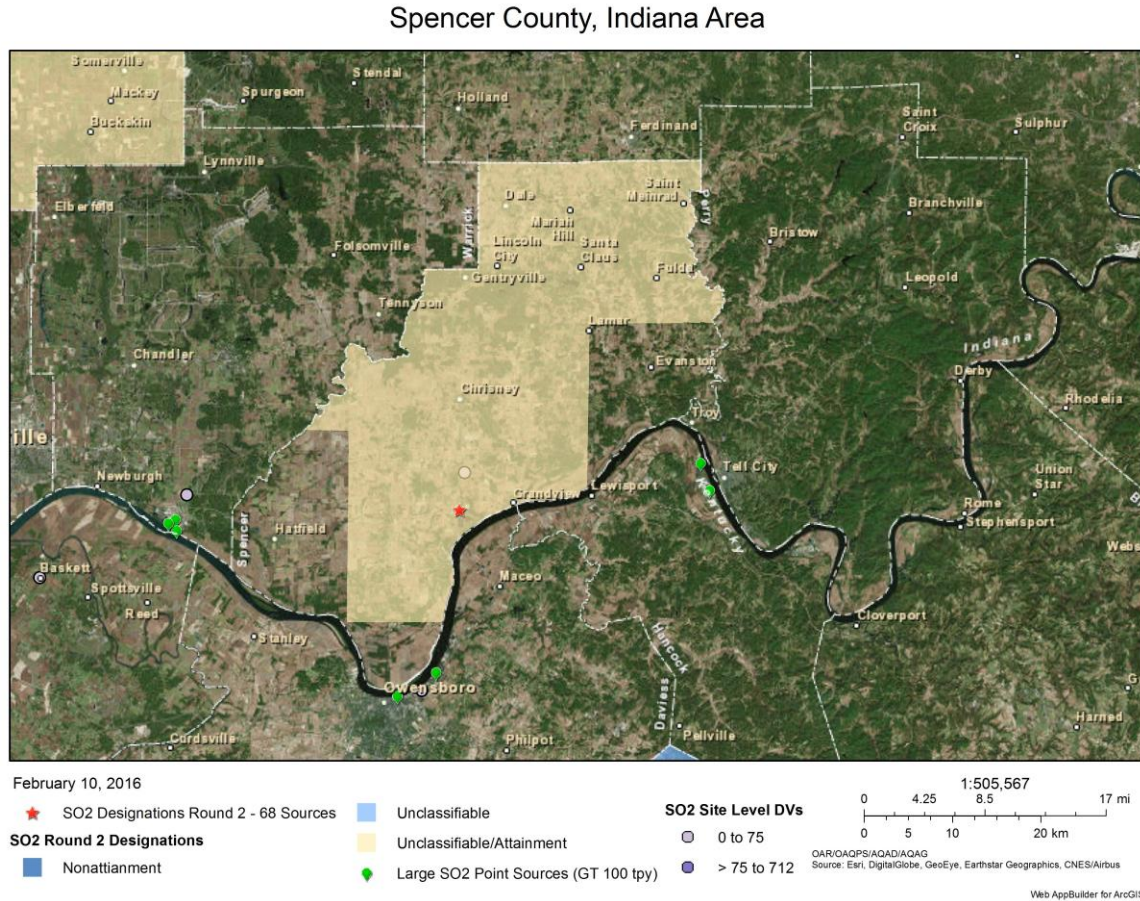 Spencer County, Indiana Area
Somerville
Stendal
Mackey
Spurgeon
Holland
Saint Croix
Sulphur
Buckskin
Ferdinand
Lynnville
Dale
Saint Meinrad
Perry
Elberfeld
Mariah Hill
Branchville
Warrick
Folsomville
Lincoln City
Santa Claus
Bristow
Gentryville
Fulda
Leopold
Tennyson
Lamar
Chandler
Evanston
Indiana
Derby
Chrisney
Rhodelia
ille
Troy
Newburgh
Tell City
Union Star
Grandview
Lewisport
Kentucky
Rome
Stephensport
Spencer
Hatfield
Webs
Baskett
Spottsville
Maceo
Reed
Cloverport
Stanley
Hancock
Owensboro
Daviess
G
Curdsville
Philpot
Pellville
Harned
February 10, 2016
SO2 Designations Round 2 - 68 Sources
SO2 Round 2 Designations
Nonattianment
Unclassifiable
Unclassifiable/Attainment
Large SO2 Point Sources (GT 100 tpy)
SO2 Site Level DVs
0 to 75
> 75 to 712
1:505,567
0 4.25 8.5 17 mi
0 5 10 20 km
OAR/OAQPS/AQAD/AQAG
Source: Esri, DigitalGlobe, GeoEye, Earthstar Geographics, CNES/Airbus
Web AppBuilder for ArcGIS